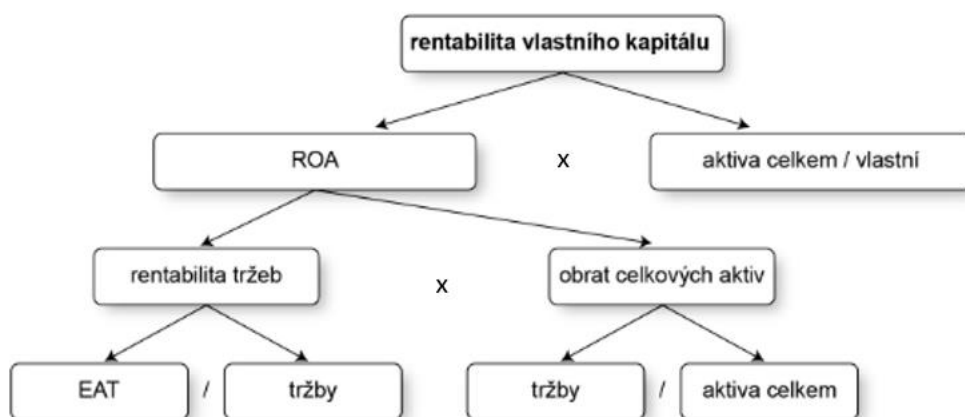 rentabilita vlastního kapitálu
ROA x aktiva celkem / vlastní
rentabilita tržeb x obrat celkových aktiv
EAT / tržby tržby / aktiva celkem